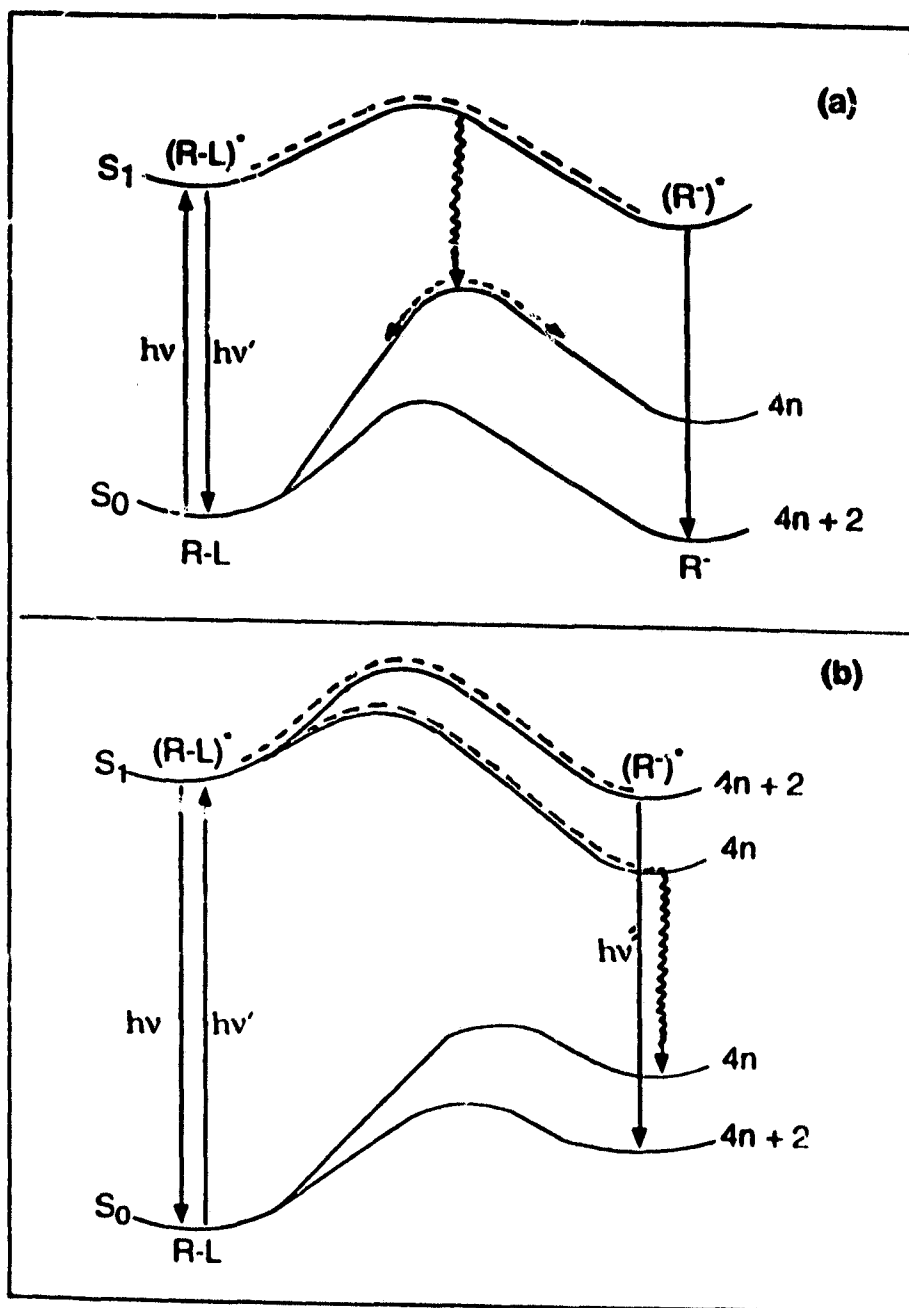 (a)
S1 (R-L)*
(R-)*
hν hν'
4n
S0
4n + 2
R-L
R-
(b)
(R-L)*
S1
(R-)*
4n + 2
4n
hν''
hν hν'
4n
4n + 2
S0
R-L